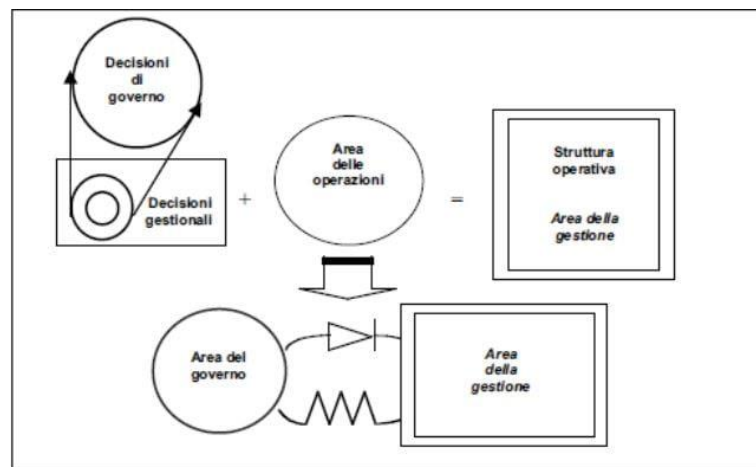 Decisioni
di
governo
Decisioni
gestionali
+
Area
delle
operazioni
=
Struttura
operativa
Area della
gestione
Area del
governo
Area
della
gestione